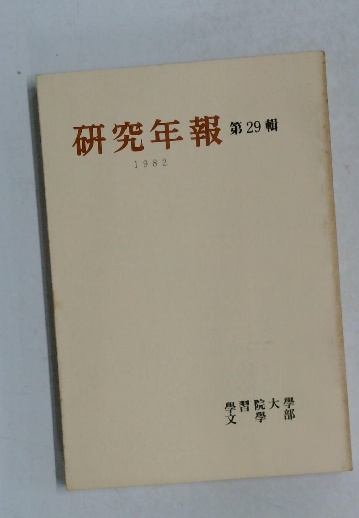 研究年報 第29輯
1982
學習院大學
文學部